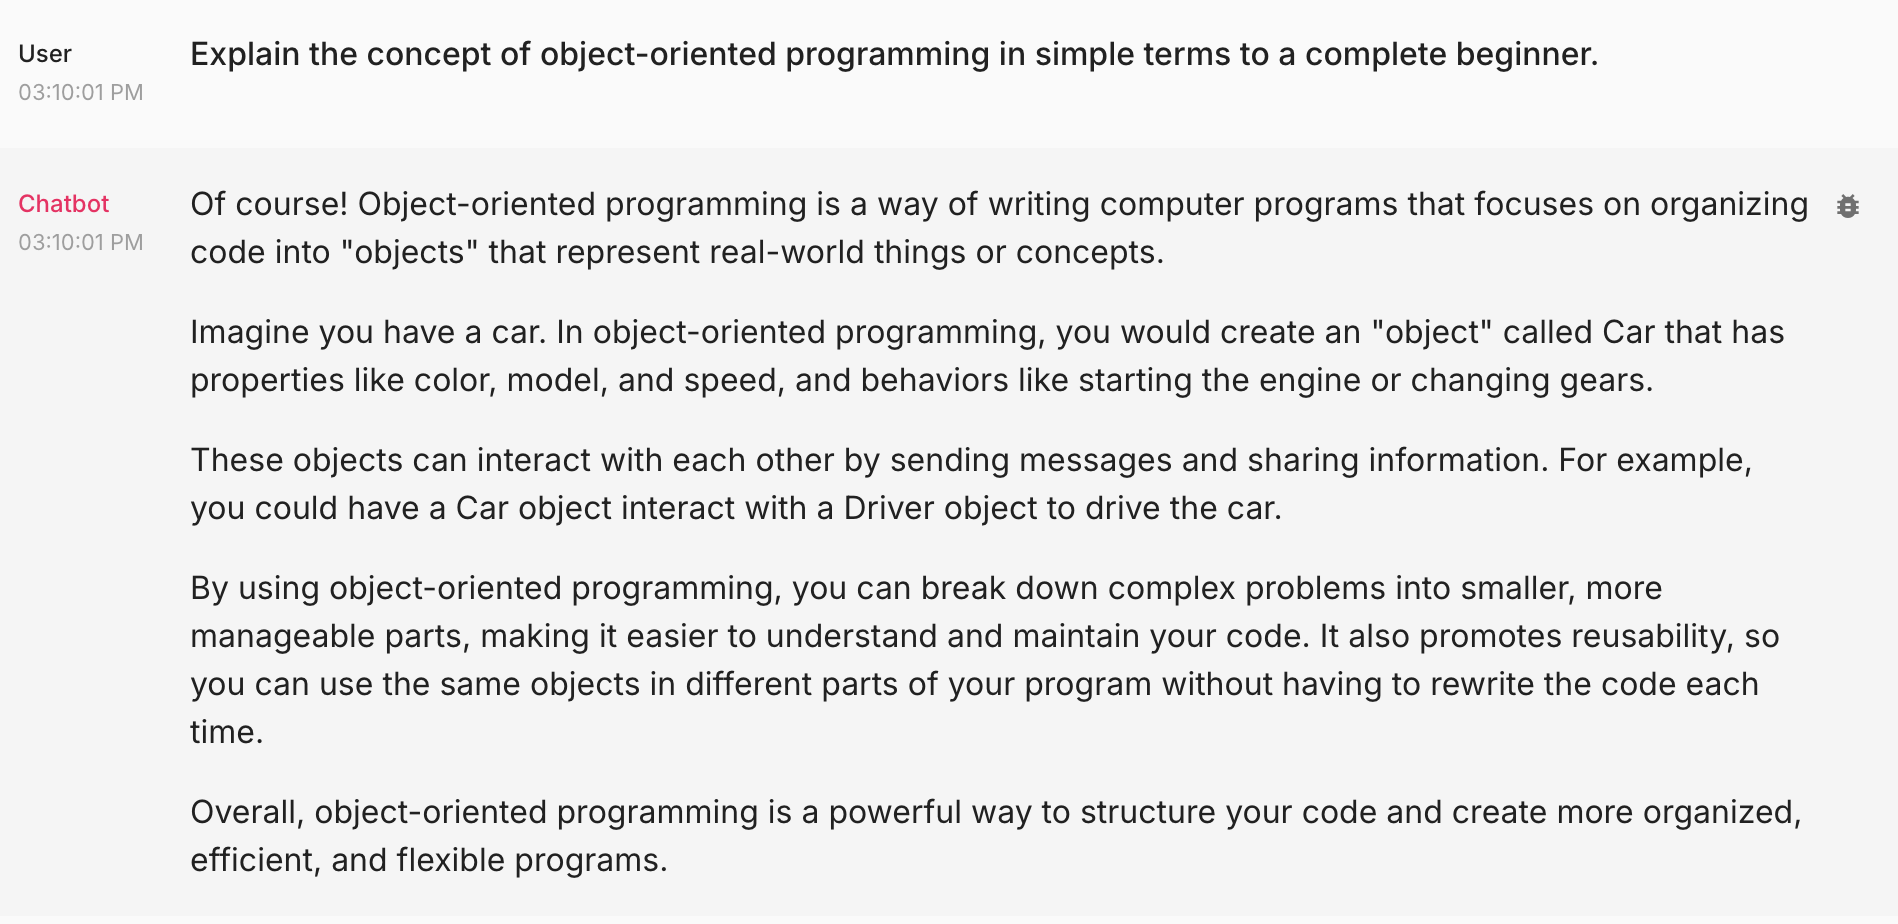 User
03:10:01 PM
Explain the concept of object-oriented programming in simple terms to a complete beginner.
Chatbot
03:10:01 PM
Of course! Object-oriented programming is a way of writing computer programs that focuses on organizing
code into "objects" that represent real-world things or concepts.
Imagine you have a car. In object-oriented programming, you would create an "object" called Car that has
properties like color, model, and speed, and behaviors like starting the engine or changing gears.
These objects can interact with each other by sending messages and sharing information. For example,
you could have a Car object interact with a Driver object to drive the car.
By using object-oriented programming, you can break down complex problems into smaller, more
manageable parts, making it easier to understand and maintain your code. It also promotes reusability, so
you can use the same objects in different parts of your program without having to rewrite the code each
time.
Overall, object-oriented programming is a powerful way to structure your code and create more organized,
efficient, and flexible programs.